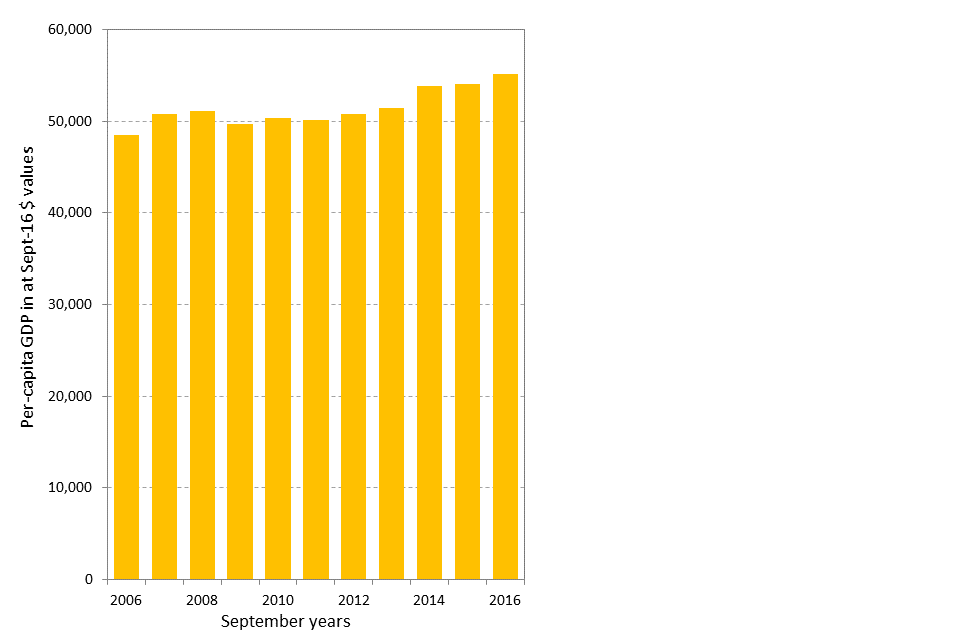 60,000
50,000
40,000
30,000
20,000
10,000
0
Per-capita GDP in at Sept-16 $ values
2006 2008 2010 2012 2014 2016
September years